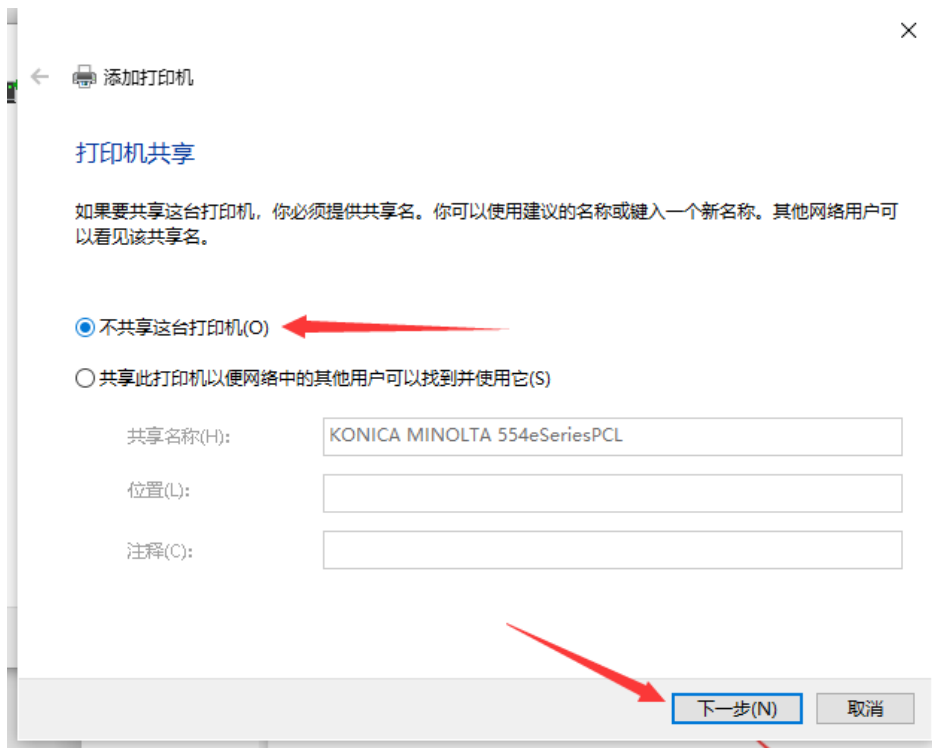 添加打印机
打印机共享
如果要共享这台打印机，你必须提供共享名。你可以使用建议的名称或键入一个新名称。其他网络用户可
以看见该共享名。
不共享这台打印机(O)
共享此打印机以便网络中的其他用户可以找到并使用它(S)
共享名称(H): KONICA MINOLTA 554eSeriesPCL
位置(L):
注释(C):
下一步(N) 取消